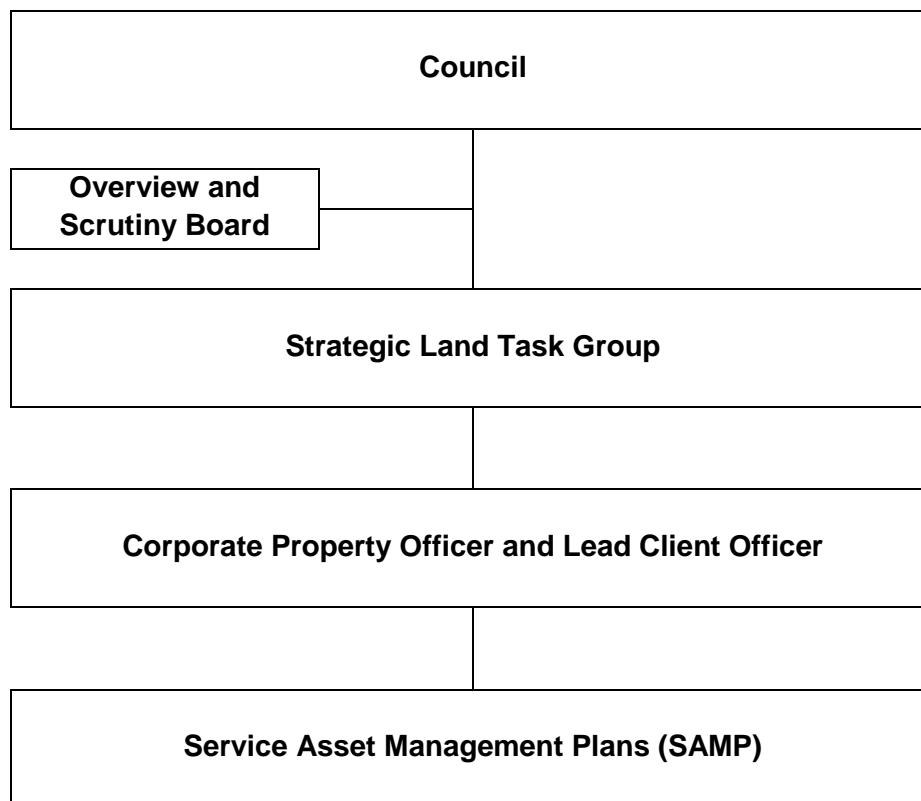 Council
Overview and
Scrutiny Board
Strategic Land Task Group
Corporate Property Officer and Lead Client Officer
Service Asset Management Plans (SAMP)